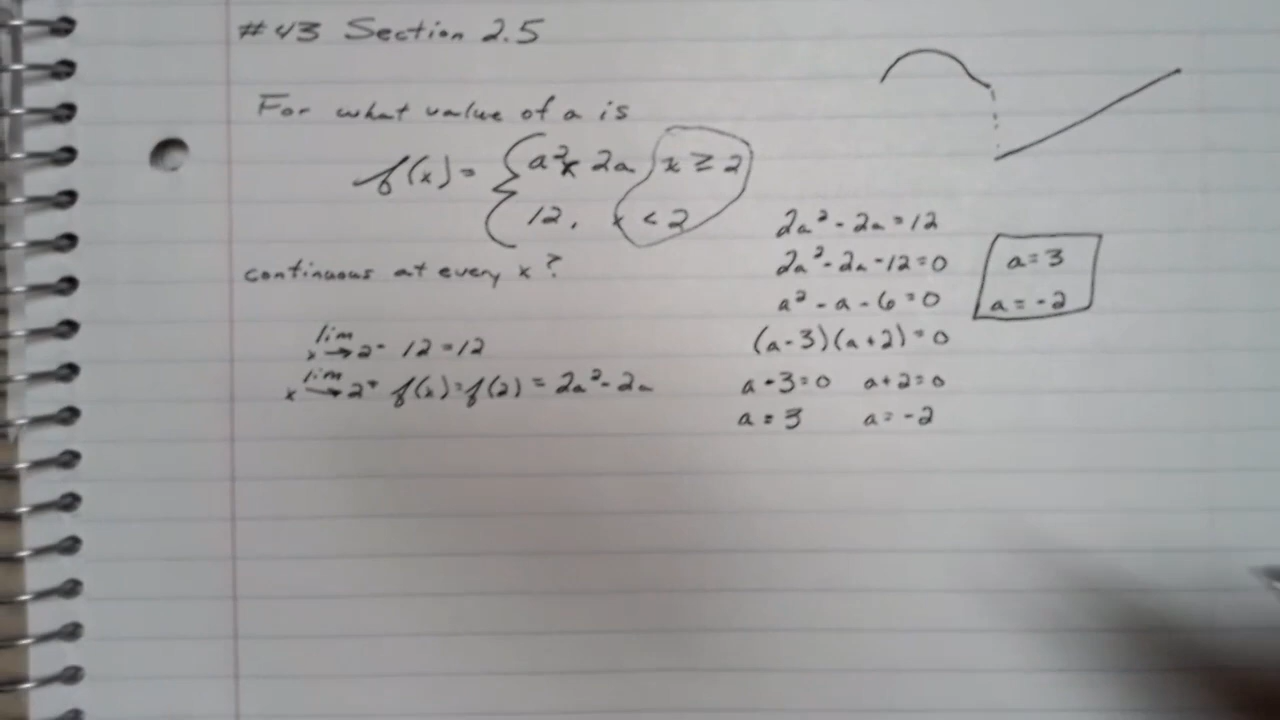 #43 Section 2.5
For what value of a is
f(x) = { a²x 2a, x ≥ 2
12, x < 2
continuous at every x?
lim x→2⁻ 12 = 12
lim x→2⁺ f(x) = f(2) = 2a² - 2a
2a² - 2a = 12
2a² - 2a - 12 = 0
a² - a - 6 = 0
(a - 3)(a + 2) = 0
a - 3 = 0 a + 2 = 0
a = 3 a = -2
a = 3
a = -2